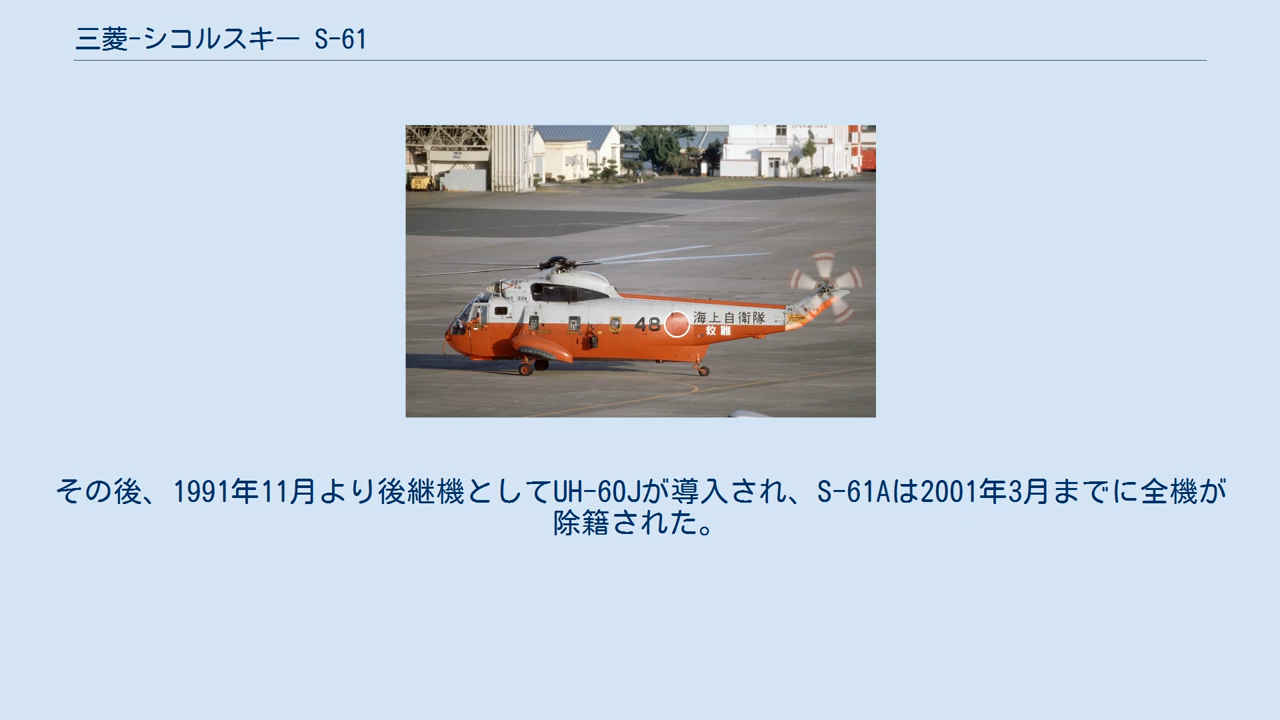 三菱-シコルスキー S-61
48
海上自衛隊
救難
その後、1991年11月より後継機としてUH-60Jが導入され、S-61Aは2001年3月までに全機が
除籍された。